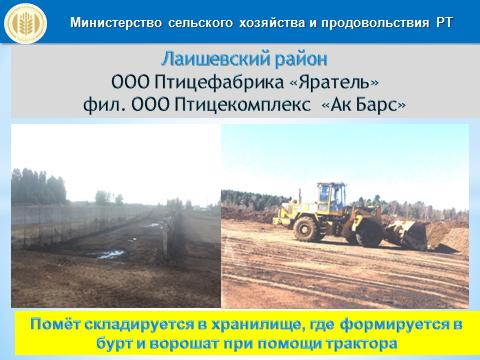 Министерство сельского хозяйства и продовольствия РТ
Лаишевский район
ООО Птицефабрика «Яратель»
фил. ООО Птицекомплекс «Ак Барс»
Помёт складируется в хранилище, где формируется в
бурт и ворошат при помощи трактора